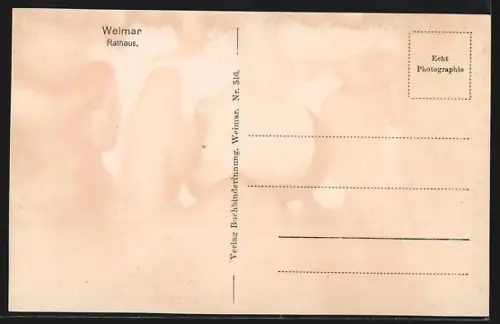 Weimar
Rathaus.
Verlag Buchbinderinnung, Weimar. Nr. 516.
Echt
Photographie